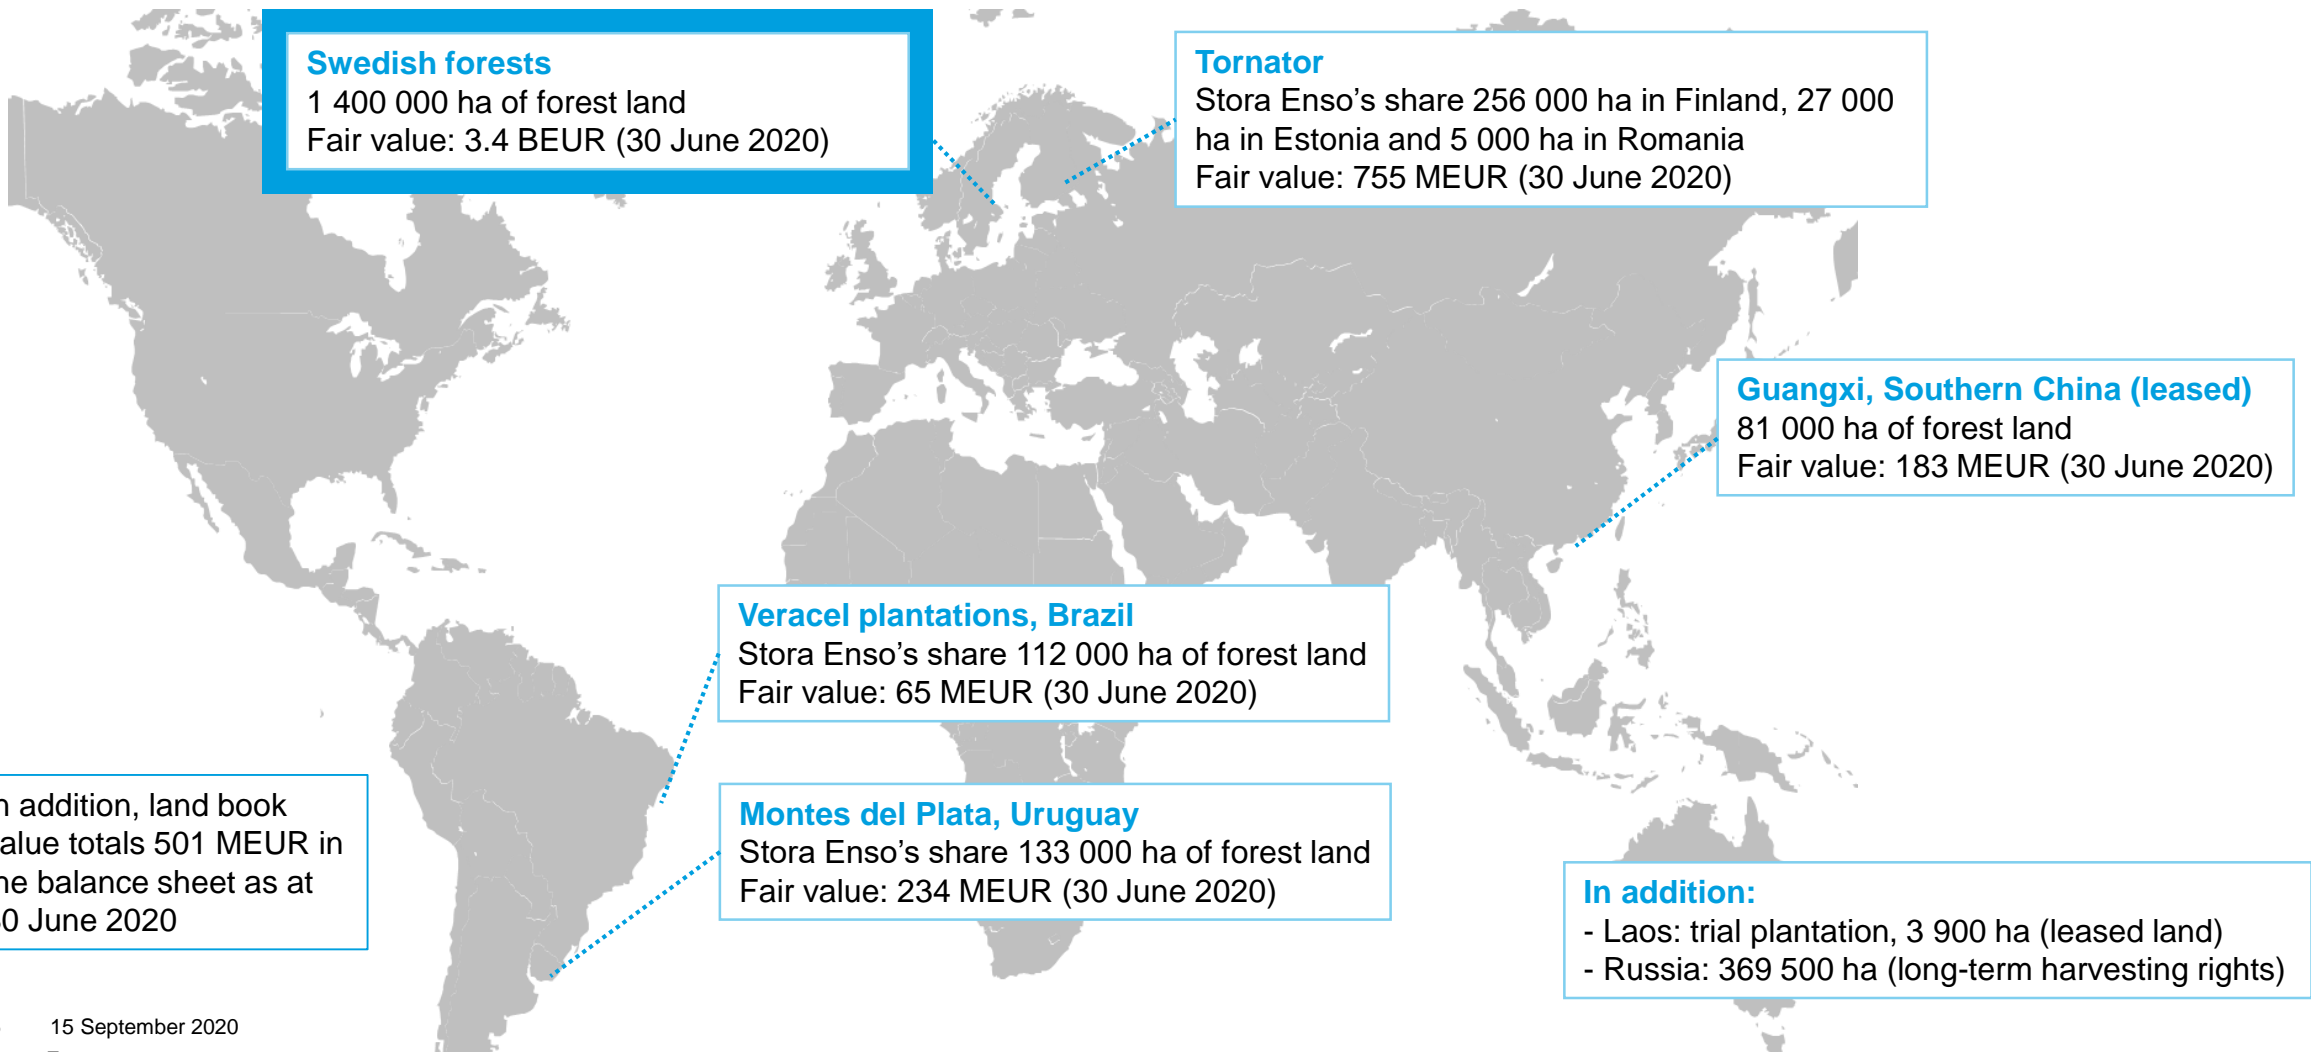 Swedish forests
1 400 000 ha of forest land
Fair value: 3.4 BEUR (30 June 2020)
Tornator
Stora Enso’s share 256 000 ha in Finland, 27 000
ha in Estonia and 5 000 ha in Romania
Fair value: 755 MEUR (30 June 2020)
Guangxi, Southern China (leased)
81 000 ha of forest land
Fair value: 183 MEUR (30 June 2020)
Veracel plantations, Brazil
Stora Enso’s share 112 000 ha of forest land
Fair value: 65 MEUR (30 June 2020)
Montes del Plata, Uruguay
Stora Enso’s share 133 000 ha of forest land
Fair value: 234 MEUR (30 June 2020)
n addition, land book
alue totals 501 MEUR in
he balance sheet as at
0 June 2020
In addition:
- Laos: trial plantation, 3 900 ha (leased land)
- Russia: 369 500 ha (long-term harvesting rights)
15 September 2020